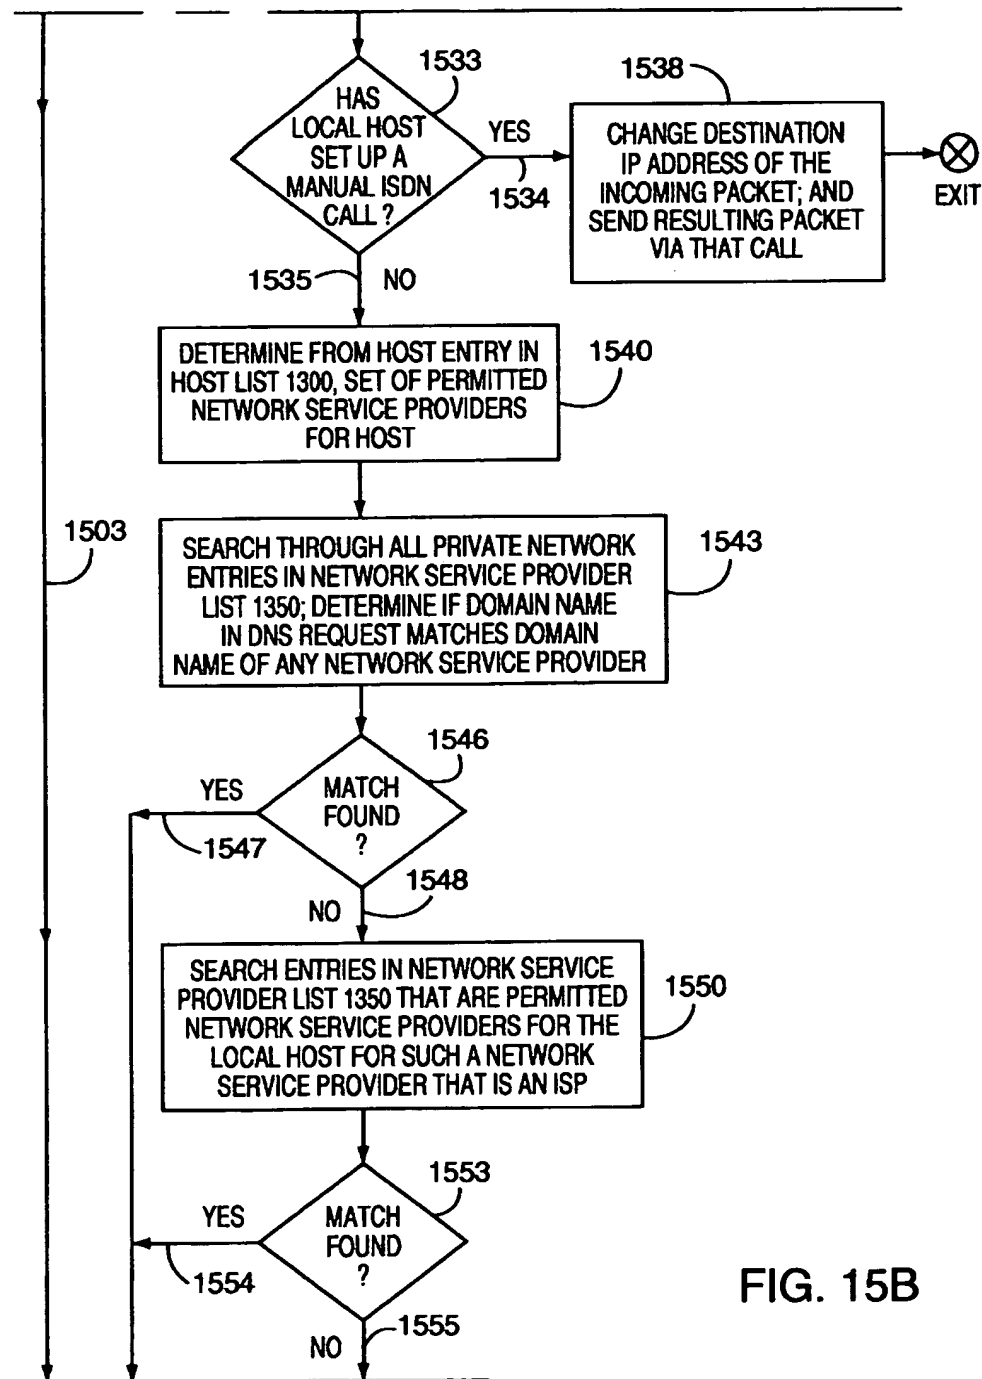 1533
HAS
LOCAL HOST
SET UP A
MANUAL ISDN
CALL ?
YES
1534
1538
CHANGE DESTINATION
IP ADDRESS OF THE
INCOMING PACKET; AND
SEND RESULTING PACKET
VIA THAT CALL
EXIT
1535
NO
DETERMINE FROM HOST ENTRY IN
HOST LIST 1300, SET OF PERMITTED
NETWORK SERVICE PROVIDERS
FOR HOST
1540
1503
SEARCH THROUGH ALL PRIVATE NETWORK
ENTRIES IN NETWORK SERVICE PROVIDER
LIST 1350; DETERMINE IF DOMAIN NAME
IN DNS REQUEST MATCHES DOMAIN
NAME OF ANY NETWORK SERVICE PROVIDER
1543
1546
MATCH
FOUND
?
YES
1547
1548
NO
SEARCH ENTRIES IN NETWORK SERVICE
PROVIDER LIST 1350 THAT ARE PERMITTED
NETWORK SERVICE PROVIDERS FOR THE
LOCAL HOST FOR SUCH A NETWORK
SERVICE PROVIDER THAT IS AN ISP
1550
1553
MATCH
FOUND
?
YES
1554
1555
NO
FIG. 15B